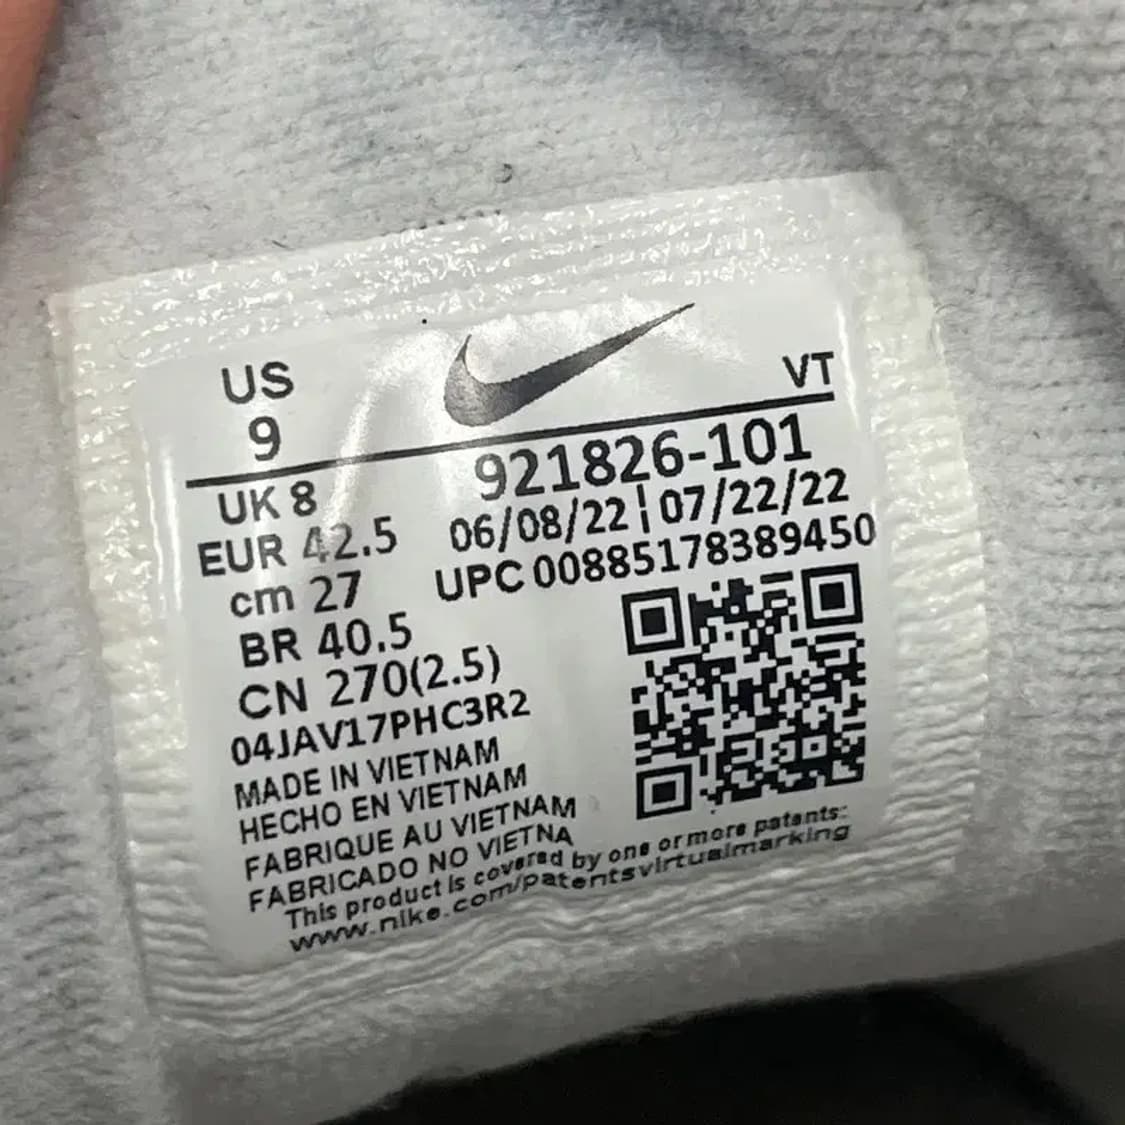 US
9
VT
UK 8
EUR 42.5
cm 27
BR 40.5
CN 270(2.5)
04JAV17PHC3R2
921826-101
06/08/22 | 07/22/22
UPC 00885178389450
MADE IN VIETNAM
HECHO EN VIETNAM
FABRIQUE AU VIETNAM
FABRICADO NO VIETNA
This product is covered by one or more patents:
www.nike.com/patentsvirtualmarking